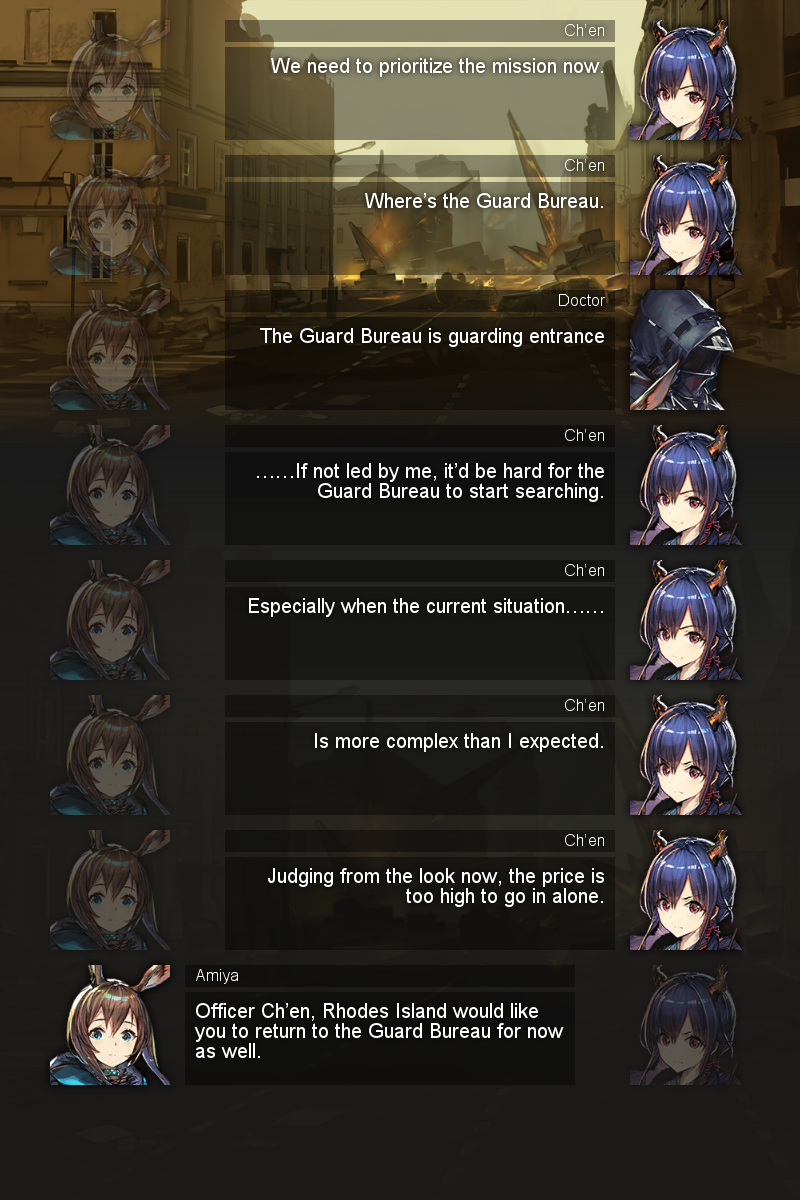 Ch'en
We need to prioritize the mission now.
Ch'en
Where's the Guard Bureau.
Doctor
The Guard Bureau is guarding entrance
Ch'en
……If not led by me, it'd be hard for the
Guard Bureau to start searching.
Ch'en
Especially when the current situation……
Ch'en
Is more complex than I expected.
Ch'en
Judging from the look now, the price is
too high to go in alone.
Amiya
Officer Ch'en, Rhodes Island would like
you to return to the Guard Bureau for now
as well.